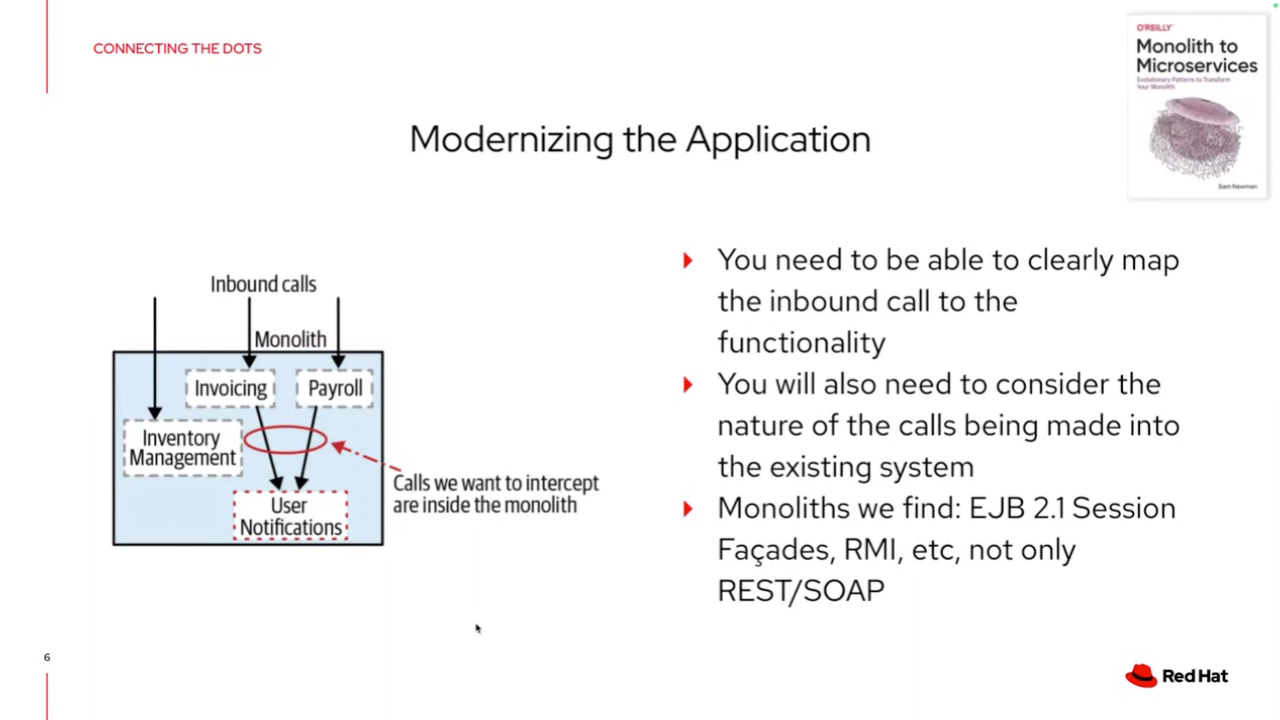 CONNECTING THE DOTS
O'REILLY
Monolith to
Microservices
Evolutionary Patterns to Transform
Your Monolith
Sam Newman
Modernizing the Application
Inbound calls
Monolith
Invoicing
Payroll
Inventory
Management
User
Notifications
Calls we want to intercept
are inside the monolith
You need to be able to clearly map
the inbound call to the
functionality
You will also need to consider the
nature of the calls being made into
the existing system
Monoliths we find: EJB 2.1 Session
Façades, RMI, etc, not only
REST/SOAP
6
Red Hat